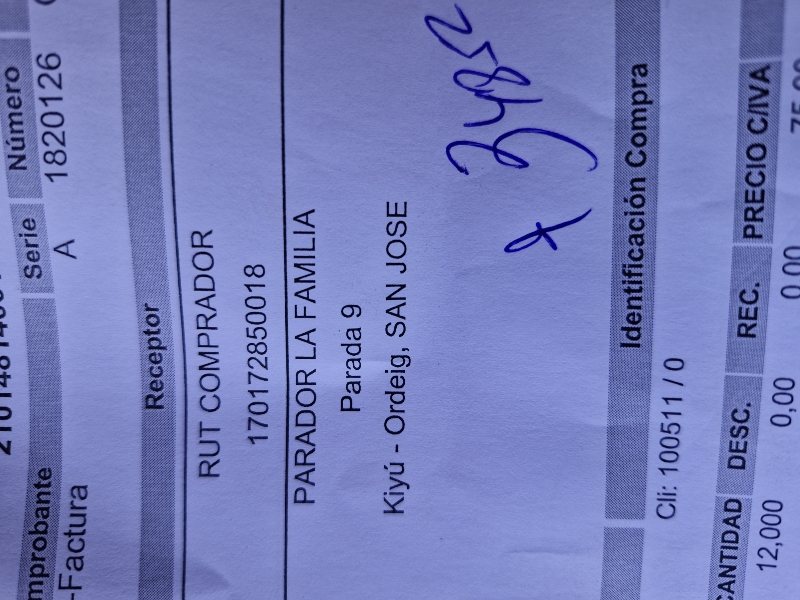 mprobante Serie Número
-Factura A 1820126
Receptor
RUT COMPRADOR
170172850018
PARADOR LA FAMILIA
Parada 9
Kiyú - Ordeig, SAN JOSE
Identificación Compra
Cli: 100511 / 0
CANTIDAD DESC. REC. PRECIO C/IVA
12,000 0,00 0,00